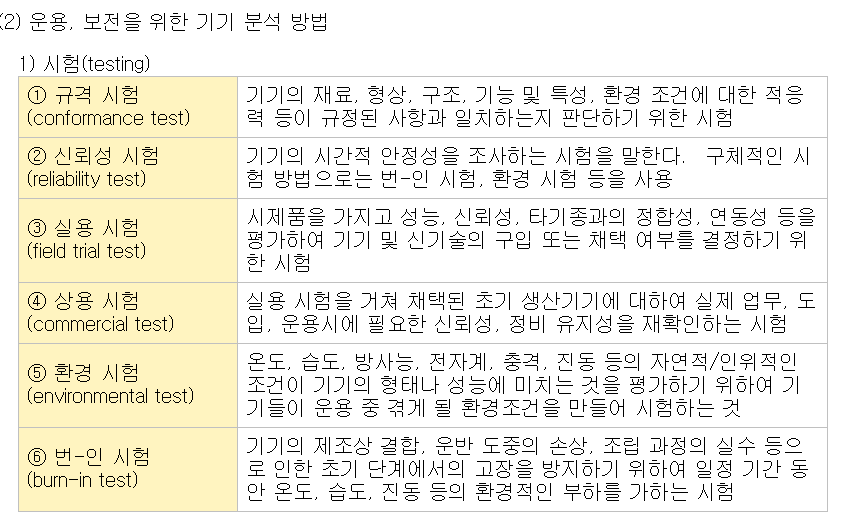 (2) 운용, 보전을 위한 기기 분석 방법
1) 시험(testing)
① 규격 시험
(conformance test)
기기의 재료, 형상, 구조, 기능 및 특성, 환경 조건에 대한 적응
력 등이 규정된 사항과 일치하는지 판단하기 위한 시험
② 신뢰성 시험
(reliability test)
기기의 시간적 안정성을 조사하는 시험을 말한다. 구체적인 시
험 방법으로는 번-인 시험, 환경 시험 등을 사용
③ 실용 시험
(field trial test)
시제품을 가지고 성능, 신뢰성, 타기종과의 정합성, 연동성 등을
평가하여 기기 및 신기술의 구입 또는 채택 여부를 결정하기 위
한 시험
④ 상용 시험
(commercial test)
실용 시험을 거쳐 채택된 초기 생산기기에 대하여 실제 업무, 도
입, 운용시에 필요한 신뢰성, 정비 유지성을 재확인하는 시험
⑤ 환경 시험
(environmental test)
온도, 습도, 방사능, 전자계, 충격, 진동 등의 자연적/인위적인
조건이 기기의 형태나 성능에 미치는 것을 평가하기 위하여 기
기들이 운용 중 겪게 될 환경조건을 만들어 시험하는 것
⑥ 번-인 시험
(burn-in test)
기기의 제조상 결합, 운반 도중의 손상, 조립 과정의 실수 등으
로 인한 초기 단계에서의 고장을 방지하기 위하여 일정 기간 동
안 온도, 습도, 진동 등의 환경적인 부하를 가하는 시험